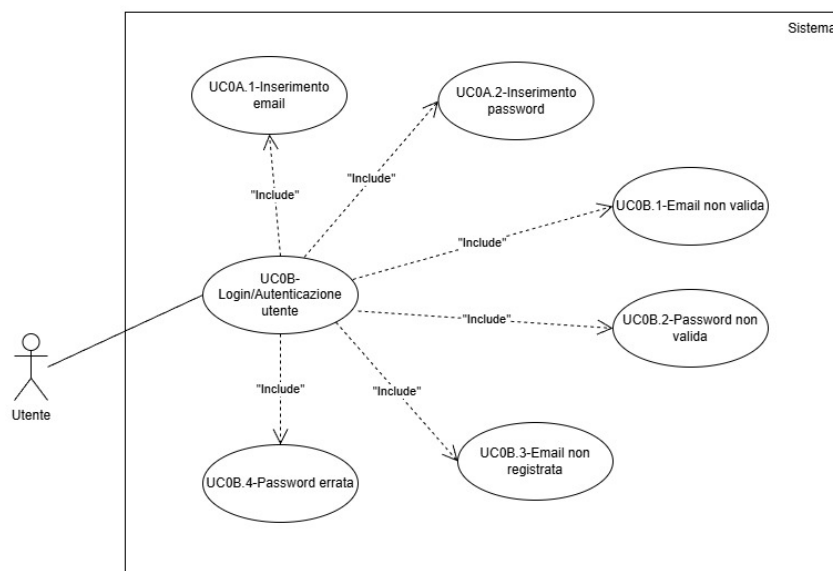 Sistema
UC0A.1-Inserimento
email
UC0A.2-Inserimento
password
"Include"
"Include"
UC0B.1-Email non valida
"Include"
UC0B-
Login/Autenticazione
utente
"Include"
UC0B.2-Password non
valida
Utente
"Include"
"Include"
UC0B.3-Email non
registrata
UC0B.4-Password errata